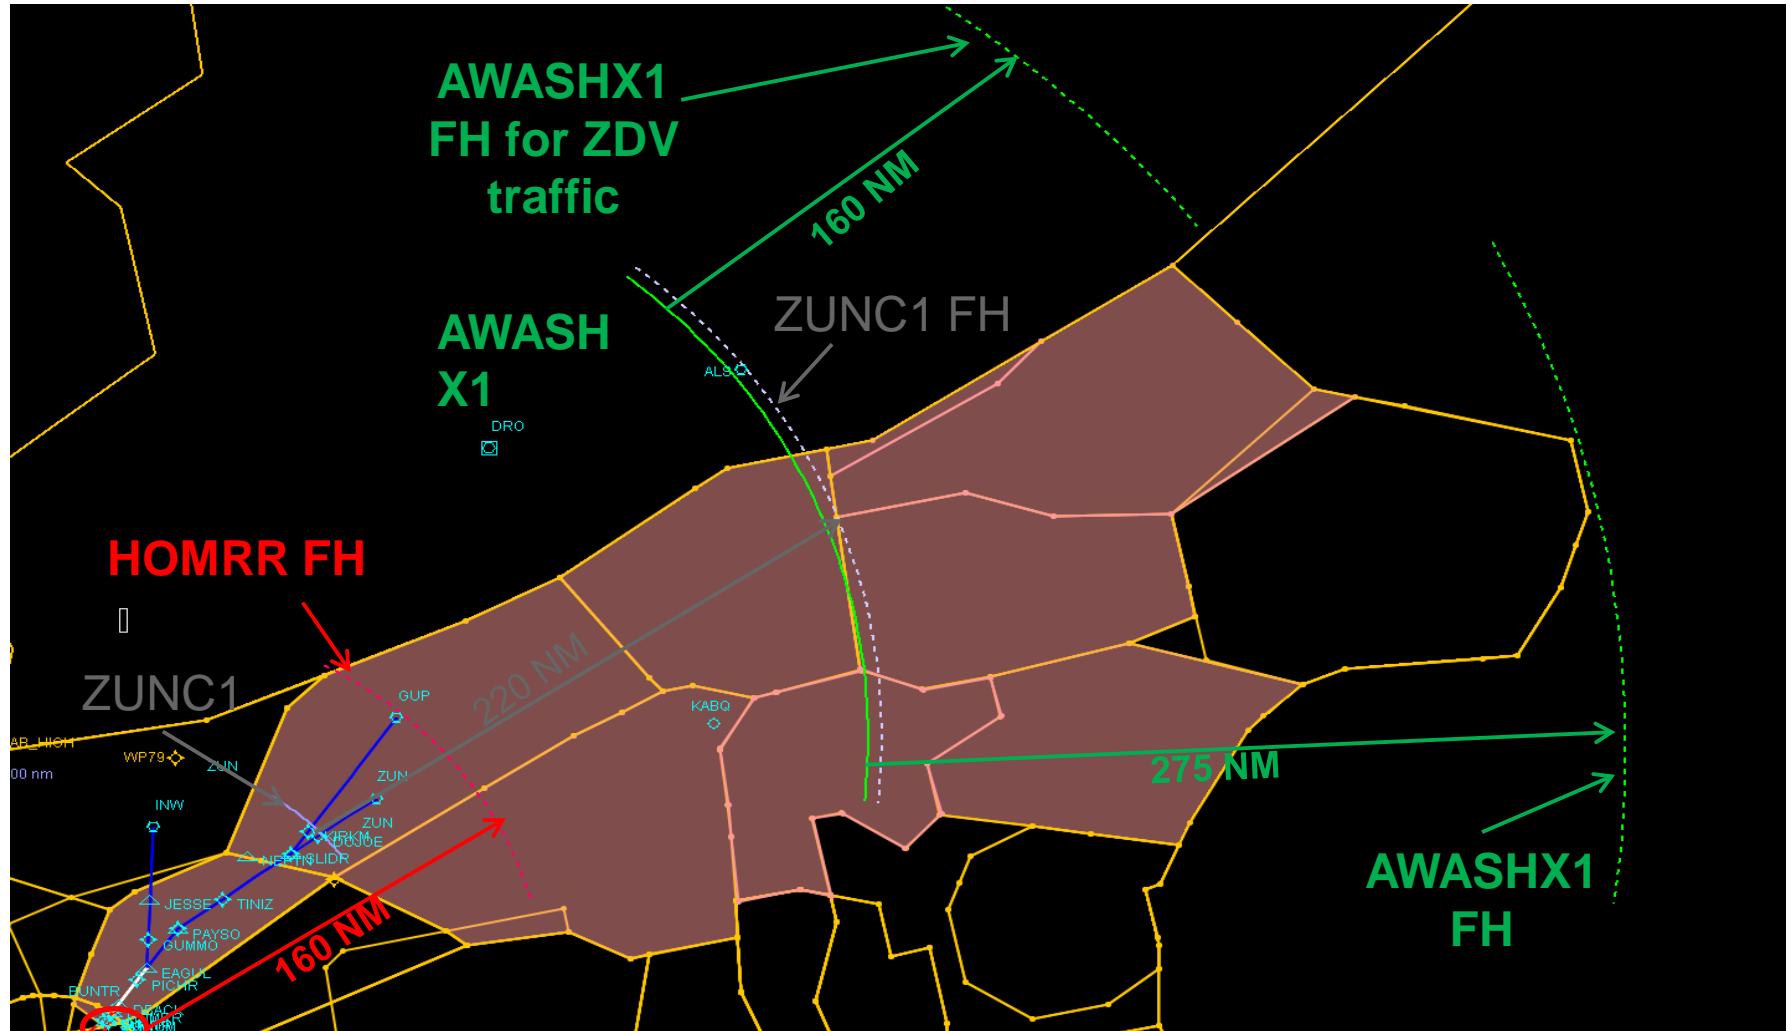 AWASHX1
FH for ZDV
traffic
160 NM
AWASH
X1
ZUNC1 FH
ALS
DRO
HOMRR FH
ZUNC1
220 NM
GUP
KABQ
AB_HIGH
WP79
00 nm
ZUN
ZUN
INW
ZUN
KIRKM
DOJOE
NEPTN
SLIDR
275 NM
JESSE
TINIZ
PAYSO
GUMMO
160 NM
EAGUL
PICHR
BUNTR
AWASHX1
FH